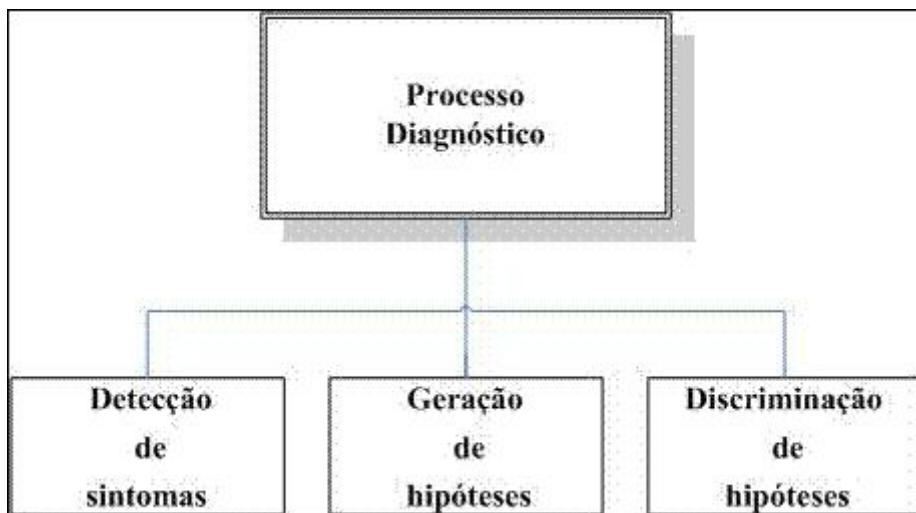 Processo
Diagnóstico
Detecção
de
sintomas
Geração
de
hipóteses
Discriminação
de
hipóteses